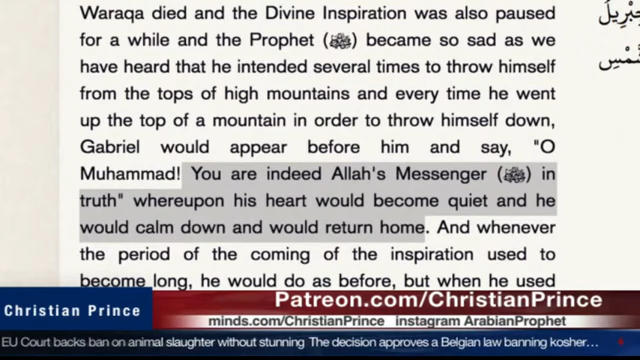 Waraqa died and the Divine Inspiration was also paused
for a while and the Prophet (ﷺ) became so sad as we
have heard that he intended several times to throw himself
from the tops of high mountains and every time he went
up the top of a mountain in order to throw himself down,
Gabriel would appear before him and say, "O
Muhammad! You are indeed Allah's Messenger (ﷺ) in
truth" whereupon his heart would become quiet and he
would calm down and would return home. And whenever
the period of the coming of the inspiration used to
become long, he would do as before, but when he used
جِبْرِيلُ
Christian Prince
Patreon.com/ChristianPrince
minds.com/ChristianPrince instagram ArabianProphet
EU Court backs ban on animal slaughter without stunning The decision approves a Belgian law banning kosher...